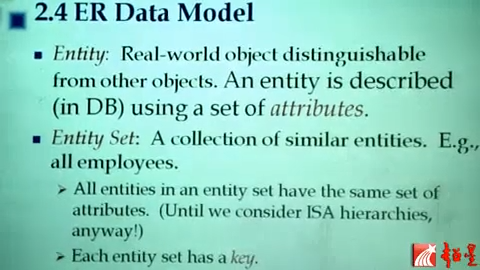 2.4 ER Data Model
Entity: Real-world object distinguishable
from other objects. An entity is described
(in DB) using a set of attributes.
Entity Set: A collection of similar entities. E.g.,
all employees.
All entities in an entity set have the same set of
attributes. (Until we consider ISA hierarchies,
anyway!)
Each entity set has a key.